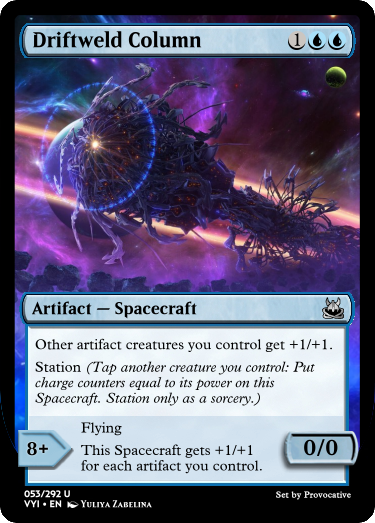 Driftweld Column 1
Artifact — Spacecraft
Other artifact creatures you control get +1/+1.
Station (Tap another creature you control: Put
charge counters equal to its power on this
Spacecraft. Station only as a sorcery.)
8+
Flying
This Spacecraft gets +1/+1
for each artifact you control.
0/0
053/292 U
VYI • EN Yuliya Zabelina
Set by Provocative